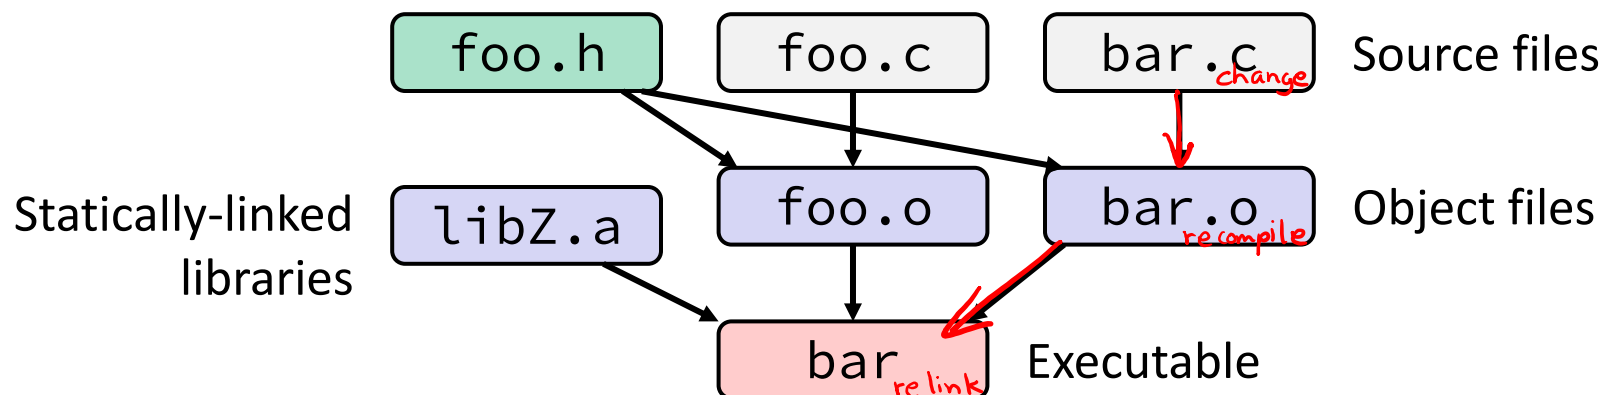 foo.h foo.c bar.c Source files
change
Statically-linked
libraries
libZ.a foo.o bar.o Object files
recompile
bar Executable
relink